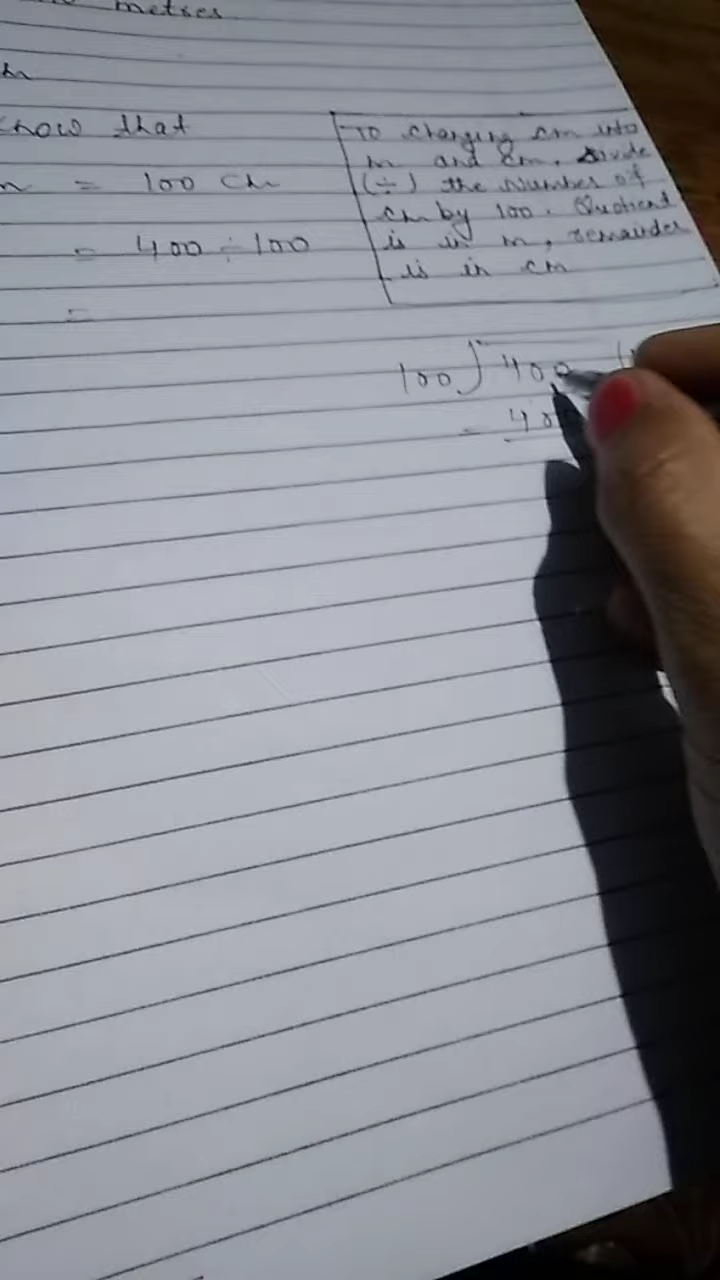 metres
know that
m = 100 cm
= 400 ÷ 100
=
To changing cm into
m and cm, divide
(÷) the number of
cm by 100. Quotient
is in m, remainder
is in cm
100 ) 400 (
- 40